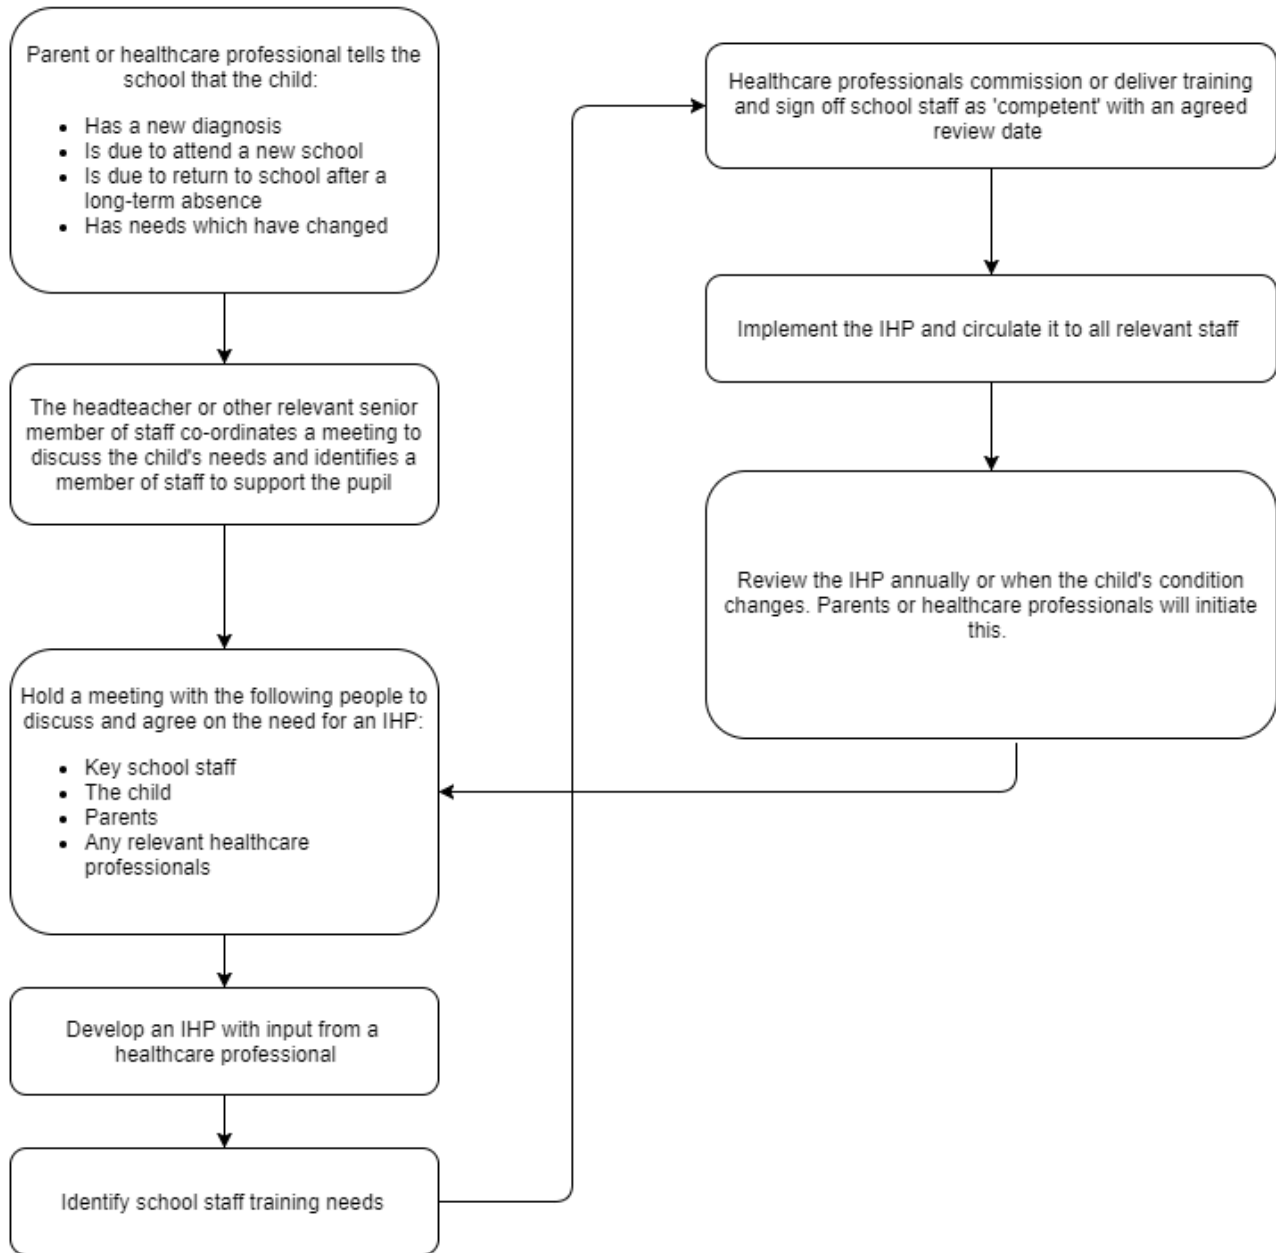 Parent or healthcare professional tells the
school that the child:
• Has a new diagnosis
• Is due to attend a new school
• Is due to return to school after a
long-term absence
• Has needs which have changed
The headteacher or other relevant senior
member of staff co-ordinates a meeting to
discuss the child's needs and identifies a
member of staff to support the pupil
Hold a meeting with the following people to
discuss and agree on the need for an IHP:
• Key school staff
• The child
• Parents
• Any relevant healthcare
professionals
Develop an IHP with input from a
healthcare professional
Identify school staff training needs
Healthcare professionals commission or deliver training
and sign off school staff as 'competent' with an agreed
review date
Implement the IHP and circulate it to all relevant staff
Review the IHP annually or when the child's condition
changes. Parents or healthcare professionals will initiate
this.